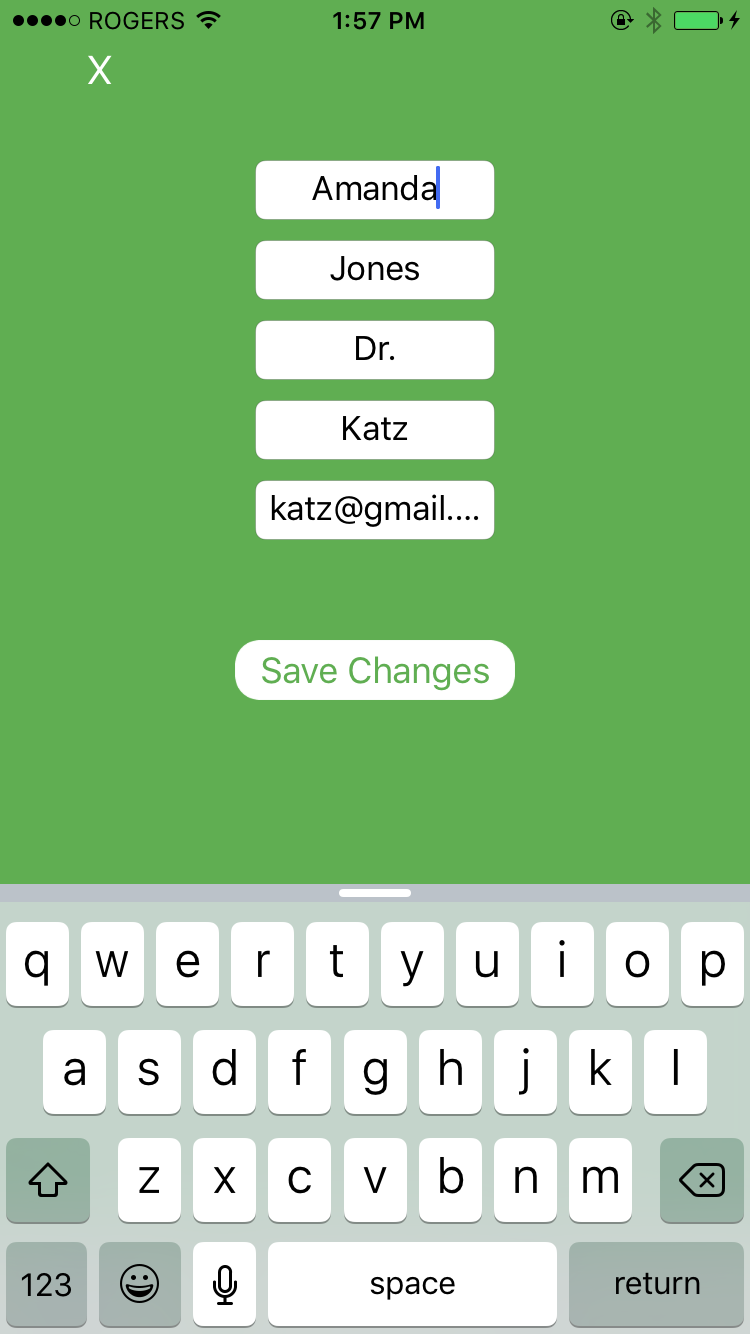 ROGERS 1:57 PM
X
Amanda
Jones
Dr.
Katz
katz@gmail....
Save Changes
q w e r t y u i o p
a s d f g h j k l
z x c v b n m
123 space return